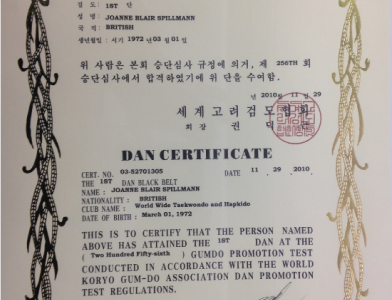 검 도 : 1ST 단
성 명 : JOANNE BLAIR SPILLMANN
국 적 : BRITISH
생년월일 : 서기 1972 년 03 월 01 일
위 사람은 본회 승단심사 규정에 의거, 제 256TH 회
승단심사에서 합격하였기에 위 단을 수여함.
년 2010 월 11 일 29
세계고려검도협회
회 장 권 덕
DAN CERTIFICATE
CERT. NO. 03-52701305 DATE 11 . 29 . 2010.
THE 1ST DAN BLACK BELT
NAME : JOANNE BLAIR SPILLMANN
NATIONALITY : BRITISH
CLUB NAME : World Wide Taekwondo and Hapkido
DATE OF BIRTH : March 01, 1972
THIS IS TO CERTIFY THAT THE PERSON NAMED
ABOVE HAS ATTAINED THE 1ST DAN AT THE
( Two Hundred Fifty-sixth ) GUMDO PROMOTION TEST
CONDUCTED IN ACCORDANCE WITH THE WORLD
KORYO GUM-DO ASSOCIATION DAN PROMOTION
TEST REGULATIONS.